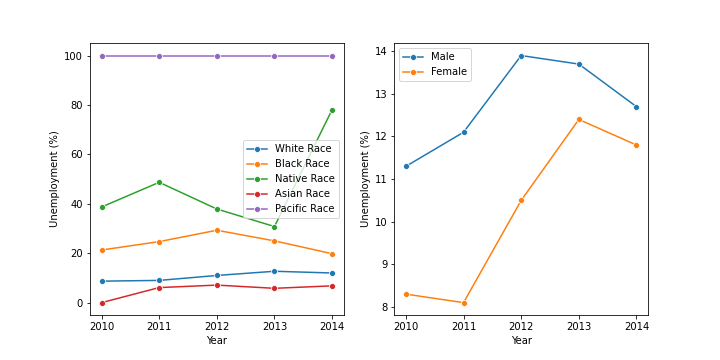 100
80
60
40
20
0
Unemployment (%)
2010 2011 2012 2013 2014
Year
White Race
Black Race
Native Race
Asian Race
Pacific Race
14
13
12
11
10
9
8
Unemployment (%)
2010 2011 2012 2013 2014
Year
Male
Female